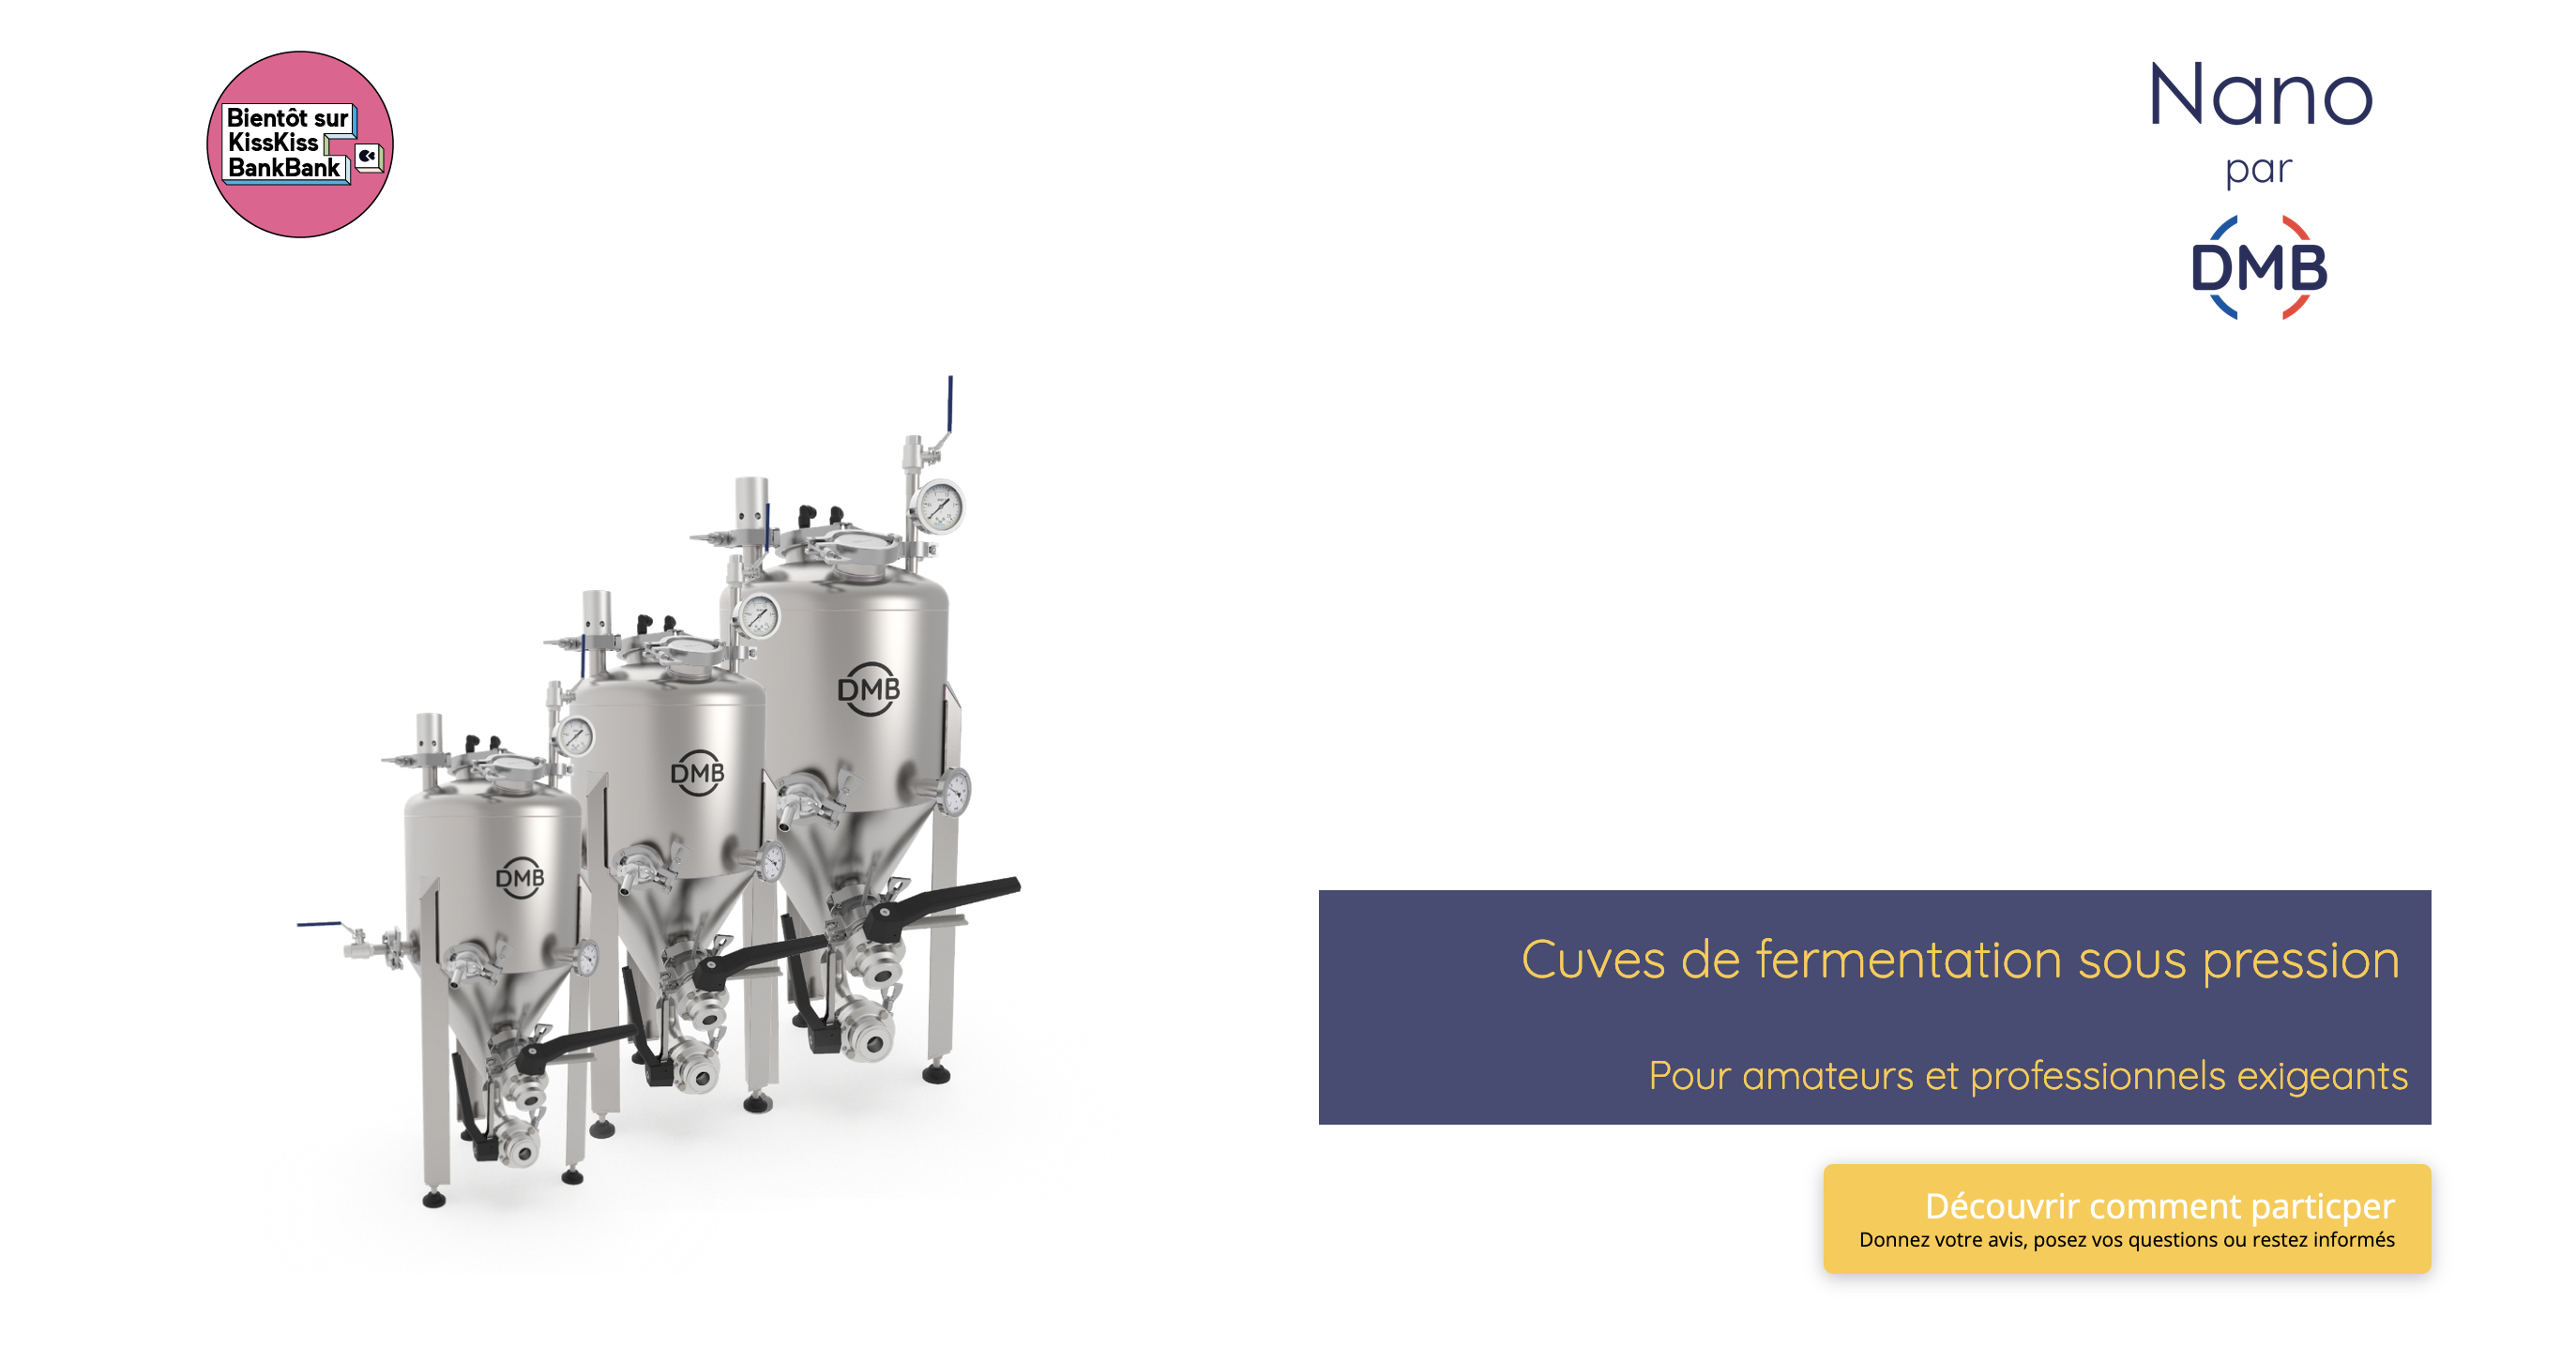 Bientôt sur
KissKiss
BankBank
Nano
par
DMB
DMB
DMB
DMB
Cuves de fermentation sous pression
Pour amateurs et professionnels exigeants
Découvrir comment particper
Donnez votre avis, posez vos questions ou restez informés